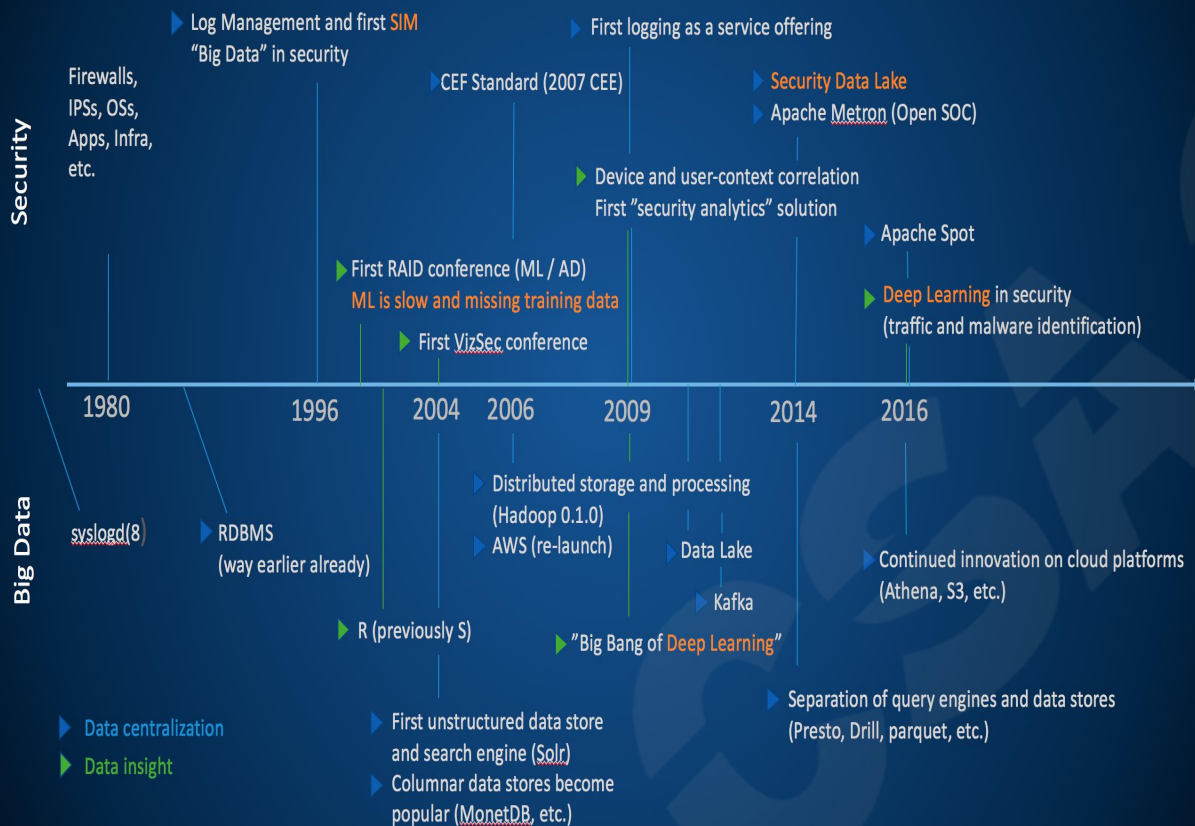 Security
Firewalls,
IPSs, OSs,
Apps, Infra,
etc.
Log Management and first SIM
“Big Data” in security
First RAID conference (ML / AD)
ML is slow and missing training data
First VizSec conference
CEF Standard (2007 CEE)
First logging as a service offering
Device and user-context correlation
First ”security analytics” solution
Security Data Lake
Apache Metron (Open SOC)
Apache Spot
Deep Learning in security
(traffic and malware identification)
1980
1996
2004
2006
2009
2014
2016
Big Data
syslogd(8)
RDBMS
(way earlier already)
R (previously S)
First unstructured data store
and search engine (Solr)
Columnar data stores become
popular (MonetDB, etc.)
Distributed storage and processing
(Hadoop 0.1.0)
AWS (re-launch)
”Big Bang of Deep Learning”
Data Lake
Kafka
Separation of query engines and data stores
(Presto, Drill, parquet, etc.)
Continued innovation on cloud platforms
(Athena, S3, etc.)
Data centralization
Data insight